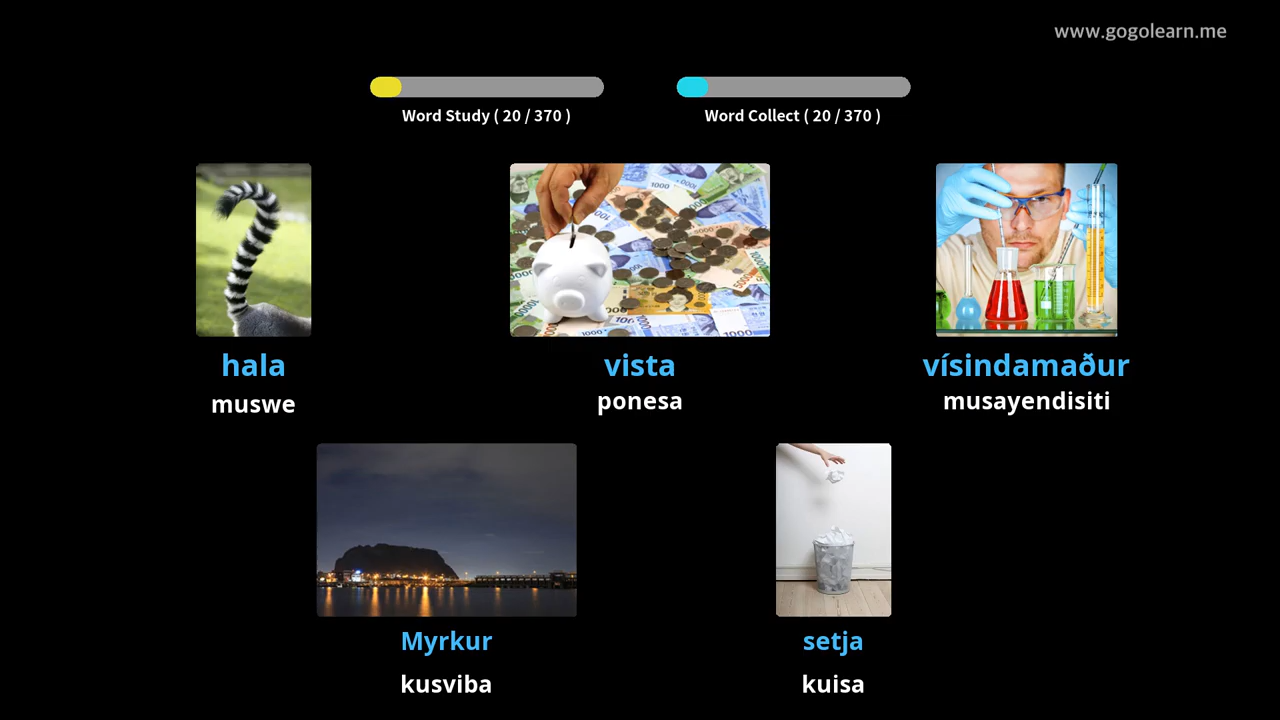 www.gogolearn.me
Word Study ( 20 / 370 )
Word Collect ( 20 / 370 )
hala
muswe
vista
ponesa
vísindamaður
musayendisiti
Myrkur
kusviba
setja
kuisa